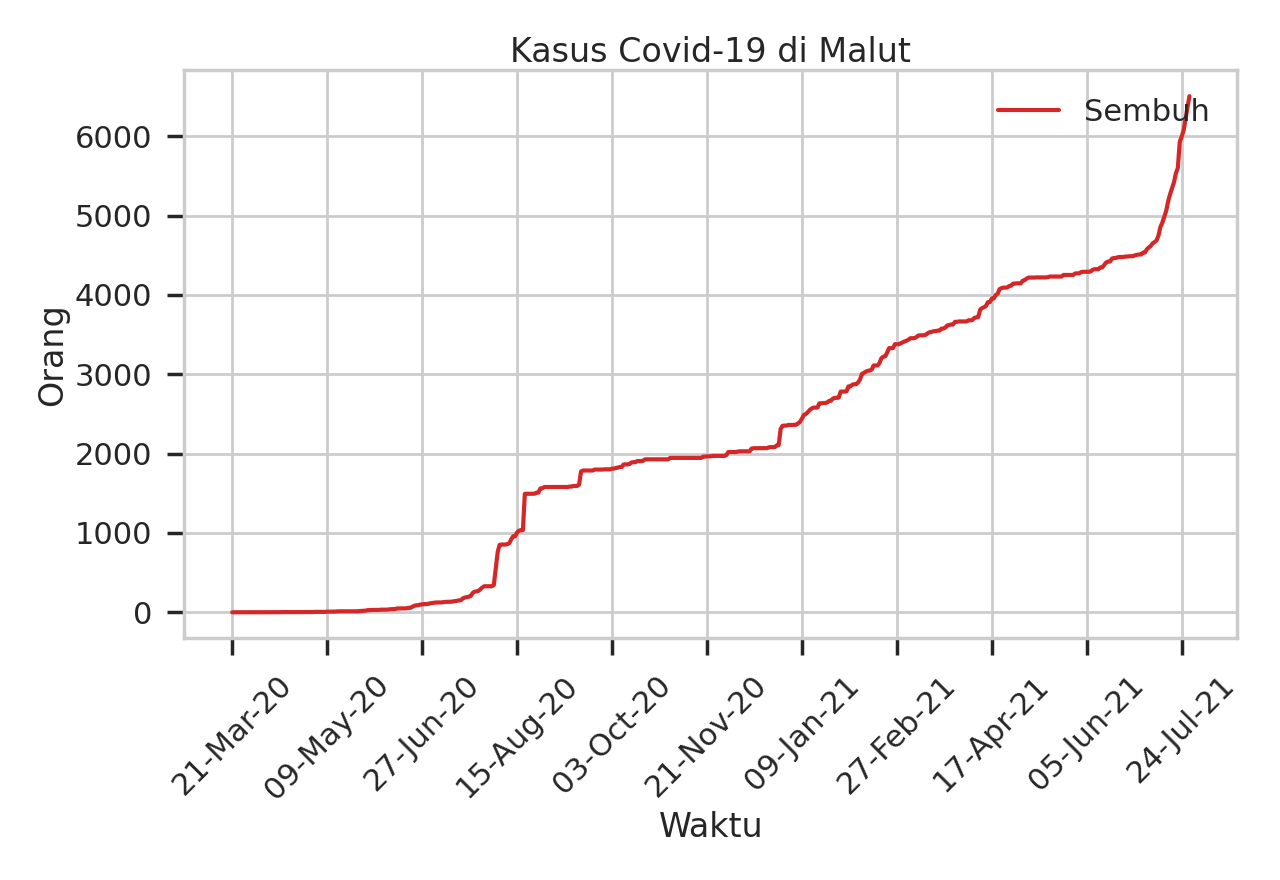 Kasus Covid-19 di Malut
Sembuh
Orang
6000
5000
4000
3000
2000
1000
0
21-Mar-20
09-May-20
27-Jun-20
15-Aug-20
03-Oct-20
21-Nov-20
09-Jan-21
27-Feb-21
17-Apr-21
05-Jun-21
24-Jul-21
Waktu